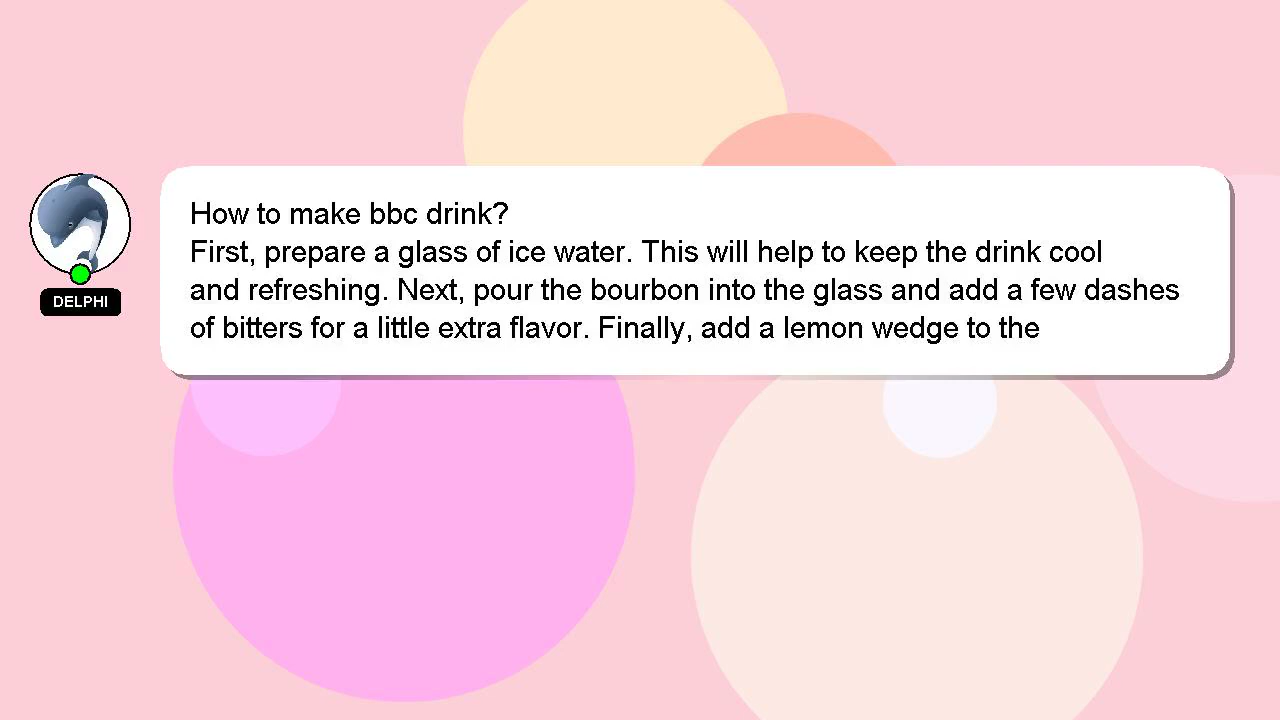 How to make bbc drink?
First, prepare a glass of ice water. This will help to keep the drink cool
and refreshing. Next, pour the bourbon into the glass and add a few dashes
of bitters for a little extra flavor. Finally, add a lemon wedge to the
DELPHI